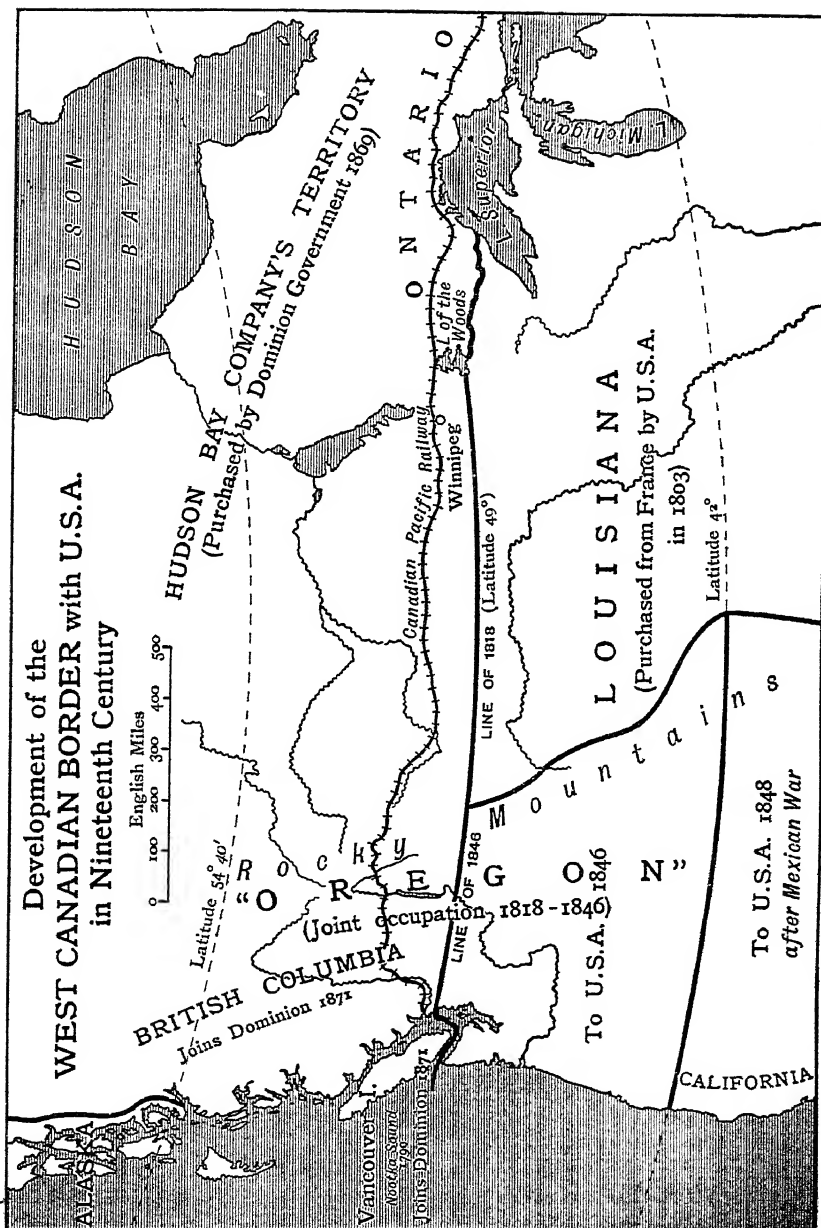 Development of the
WEST CANADIAN BORDER with U.S.A.
in Nineteenth Century
English Miles
0 100 200 300 400 500
HUDSON
BAY
HUDSON BAY COMPANY'S TERRITORY
(Purchased by Dominion Government 1869)
ALASKA
Latitude 54° 40'
Rocky Mountains
"OREGON"
(Joint occupation 1818-1846)
BRITISH COLUMBIA
Joins Dominion 1871
Vancouver I.
Nootka Sound
1790
Joins Dominion 1871
Canadian Pacific Railway
Winnipeg
L. of the
Woods
ONTARIO
L. Superior
L. Michigan
LINE OF 1846
LINE OF 1818 (Latitude 49°)
To U.S.A. 1846
LOUISIANA
(Purchased from France by U.S.A.
in 1803)
Latitude 42°
CALIFORNIA
To U.S.A. 1848
after Mexican War